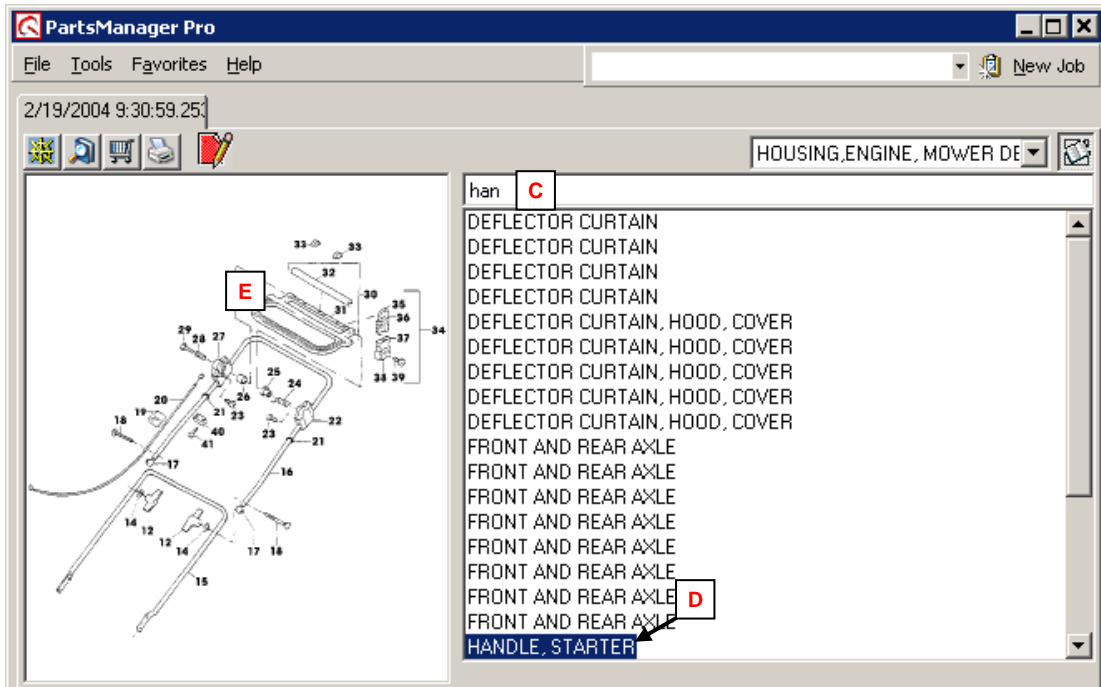 PartsManager Pro
File Tools Favorites Help
New Job
2/19/2004 9:30:59.253
HOUSING,ENGINE, MOWER DE
han C
DEFLECTOR CURTAIN
DEFLECTOR CURTAIN
DEFLECTOR CURTAIN
DEFLECTOR CURTAIN
DEFLECTOR CURTAIN, HOOD, COVER
DEFLECTOR CURTAIN, HOOD, COVER
DEFLECTOR CURTAIN, HOOD, COVER
DEFLECTOR CURTAIN, HOOD, COVER
DEFLECTOR CURTAIN, HOOD, COVER
FRONT AND REAR AXLE
FRONT AND REAR AXLE
FRONT AND REAR AXLE
FRONT AND REAR AXLE
FRONT AND REAR AXLE
FRONT AND REAR AXLE
FRONT AND REAR AXLE
FRONT AND REAR AXLE
D
HANDLE, STARTER
33 33
32
E
30
31
35
36
34
29
28 27
37
25
24
38 39
20
26
19
21
23
18
40
23
22
41
21
17
16
14
12
12
14
17 18
15